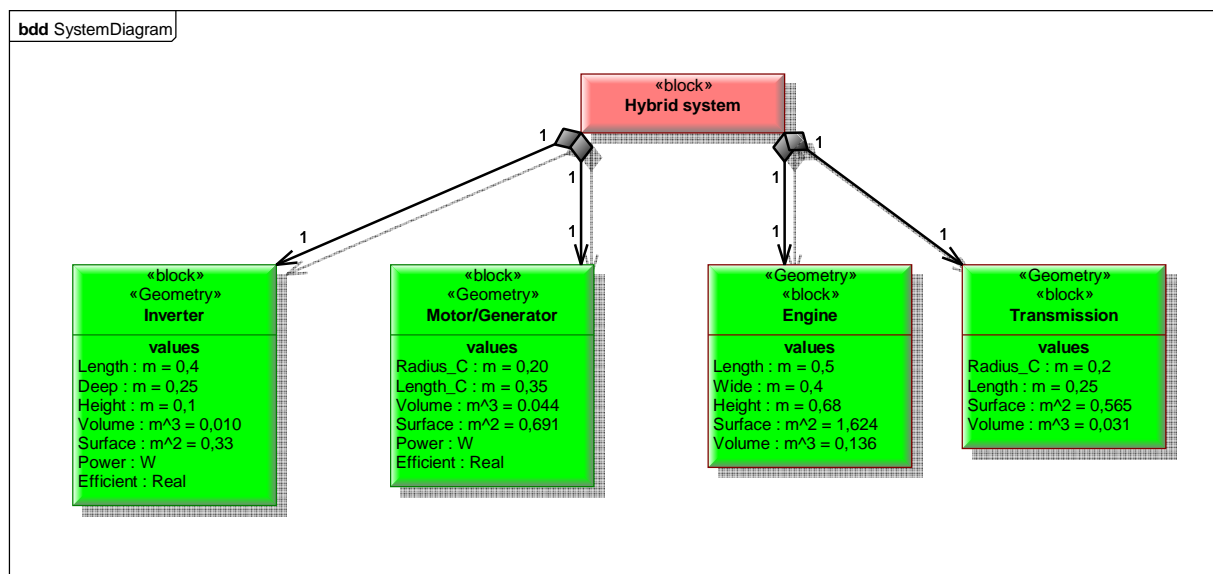 bdd SystemDiagram
«block»
Hybrid system
1
1
1
1
1
1
1
1
«block»
«Geometry»
Inverter
values
Length : m = 0,4
Deep : m = 0,25
Height : m = 0,1
Volume : m^3 = 0,010
Surface : m^2 = 0,33
Power : W
Efficient : Real
«block»
«Geometry»
Motor/Generator
values
Radius_C : m = 0,20
Length_C : m = 0,35
Volume : m^3 = 0.044
Surface : m^2 = 0,691
Power : W
Efficient : Real
«Geometry»
«block»
Engine
values
Length : m = 0,5
Wide : m = 0,4
Height : m = 0,68
Surface : m^2 = 1,624
Volume : m^3 = 0,136
«Geometry»
«block»
Transmission
values
Radius_C : m = 0,2
Length : m = 0,25
Surface : m^2 = 0,565
Volume : m^3 = 0,031